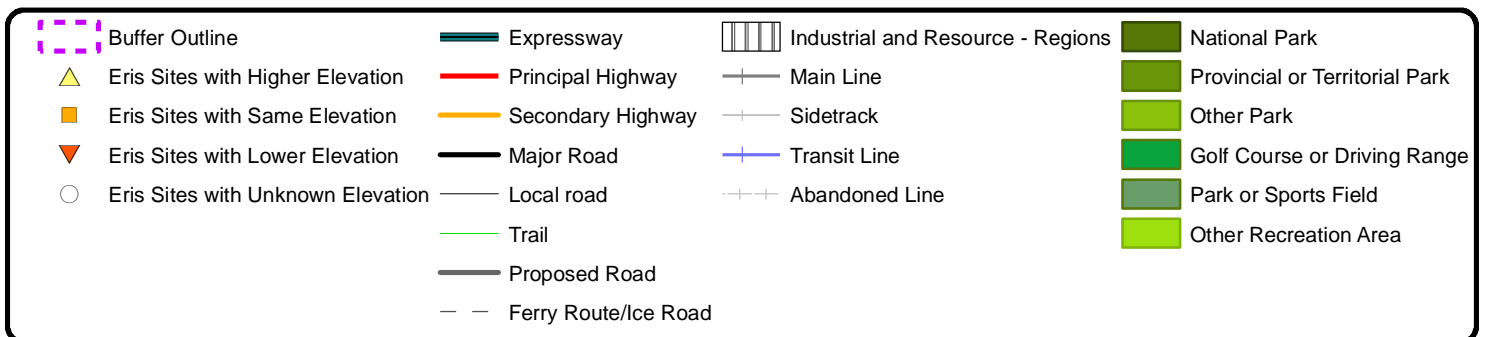 Buffer Outline
Eris Sites with Higher Elevation
Eris Sites with Same Elevation
Eris Sites with Lower Elevation
Eris Sites with Unknown Elevation
Expressway
Principal Highway
Secondary Highway
Major Road
Local road
Trail
Proposed Road
Ferry Route/Ice Road
Industrial and Resource - Regions
Main Line
Sidetrack
Transit Line
Abandoned Line
National Park
Provincial or Territorial Park
Other Park
Golf Course or Driving Range
Park or Sports Field
Other Recreation Area